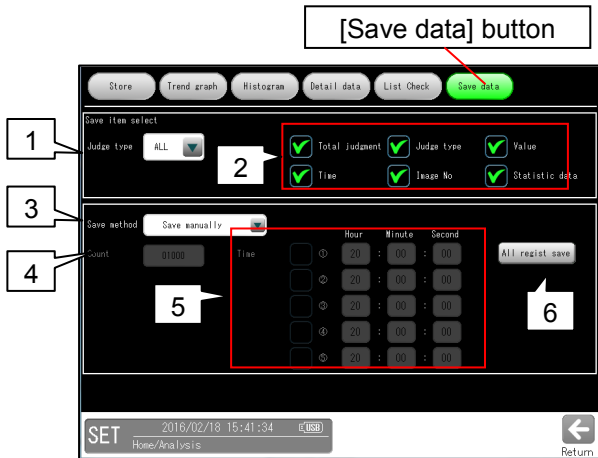 [Save data] button
Store Trend graph Histogram Detail data List Check Save data
Save item select
1 Judge type ALL 2 Total judgment Judge type Value
Time Image No Statistic data
3 Save method Save manually
Hour Minute Second
4 Count 01000 Time ① 20 : 00 : 00 All regist save
② 20 : 00 : 00
5 ③ 20 : 00 : 00 6
④ 20 : 00 : 00
⑤ 20 : 00 : 00
SET 2016/02/18 15:41:34 E(USB)
Home/Analysis
Return